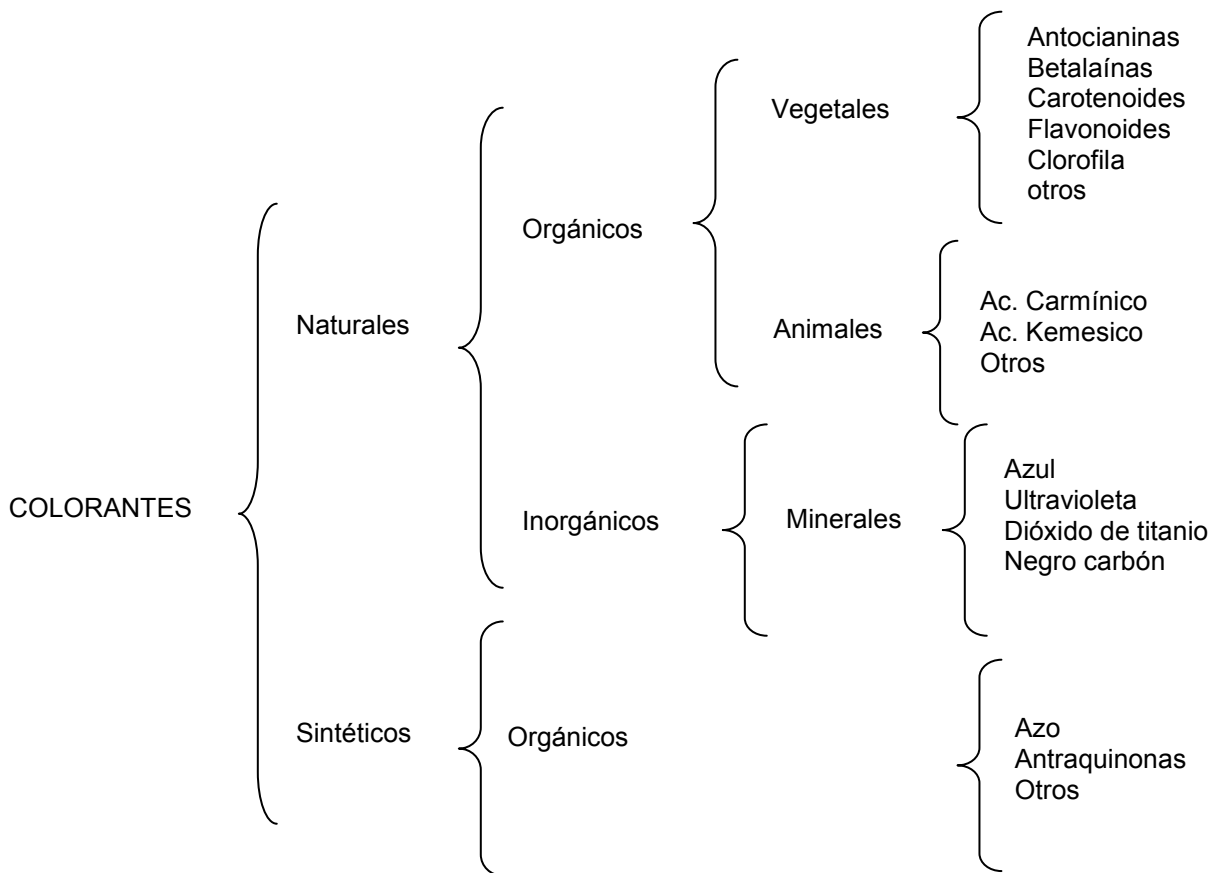 COLORANTES
Naturales
Orgánicos
Vegetales
Antocianinas
Betalaínas
Carotenoides
Flavonoides
Clorofila
otros
Animales
Ac. Carmínico
Ac. Kemesico
Otros
Inorgánicos
Minerales
Azul
Ultravioleta
Dióxido de titanio
Negro carbón
Sintéticos
Orgánicos
Azo
Antraquinonas
Otros